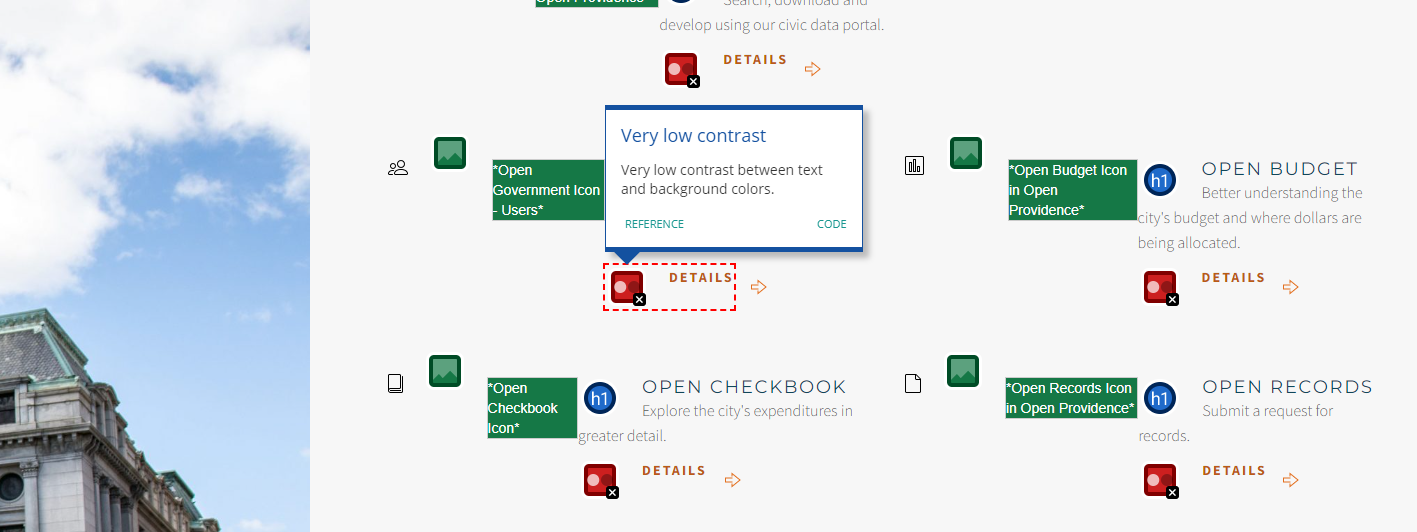 Open Providence*
Search, download and
develop using our civic data portal.
DETAILS
Very low contrast
Very low contrast between text
and background colors.
REFERENCE CODE
*Open
Government Icon
- Users*
DETAILS
*Open Budget Icon
in Open
Providence*
h1
OPEN BUDGET
Better understanding the
city's budget and where dollars are
being allocated.
DETAILS
*Open
Checkbook
Icon*
h1
OPEN CHECKBOOK
Explore the city's expenditures in
greater detail.
DETAILS
*Open Records Icon
in Open Providence*
h1
OPEN RECORDS
Submit a request for
records.
DETAILS